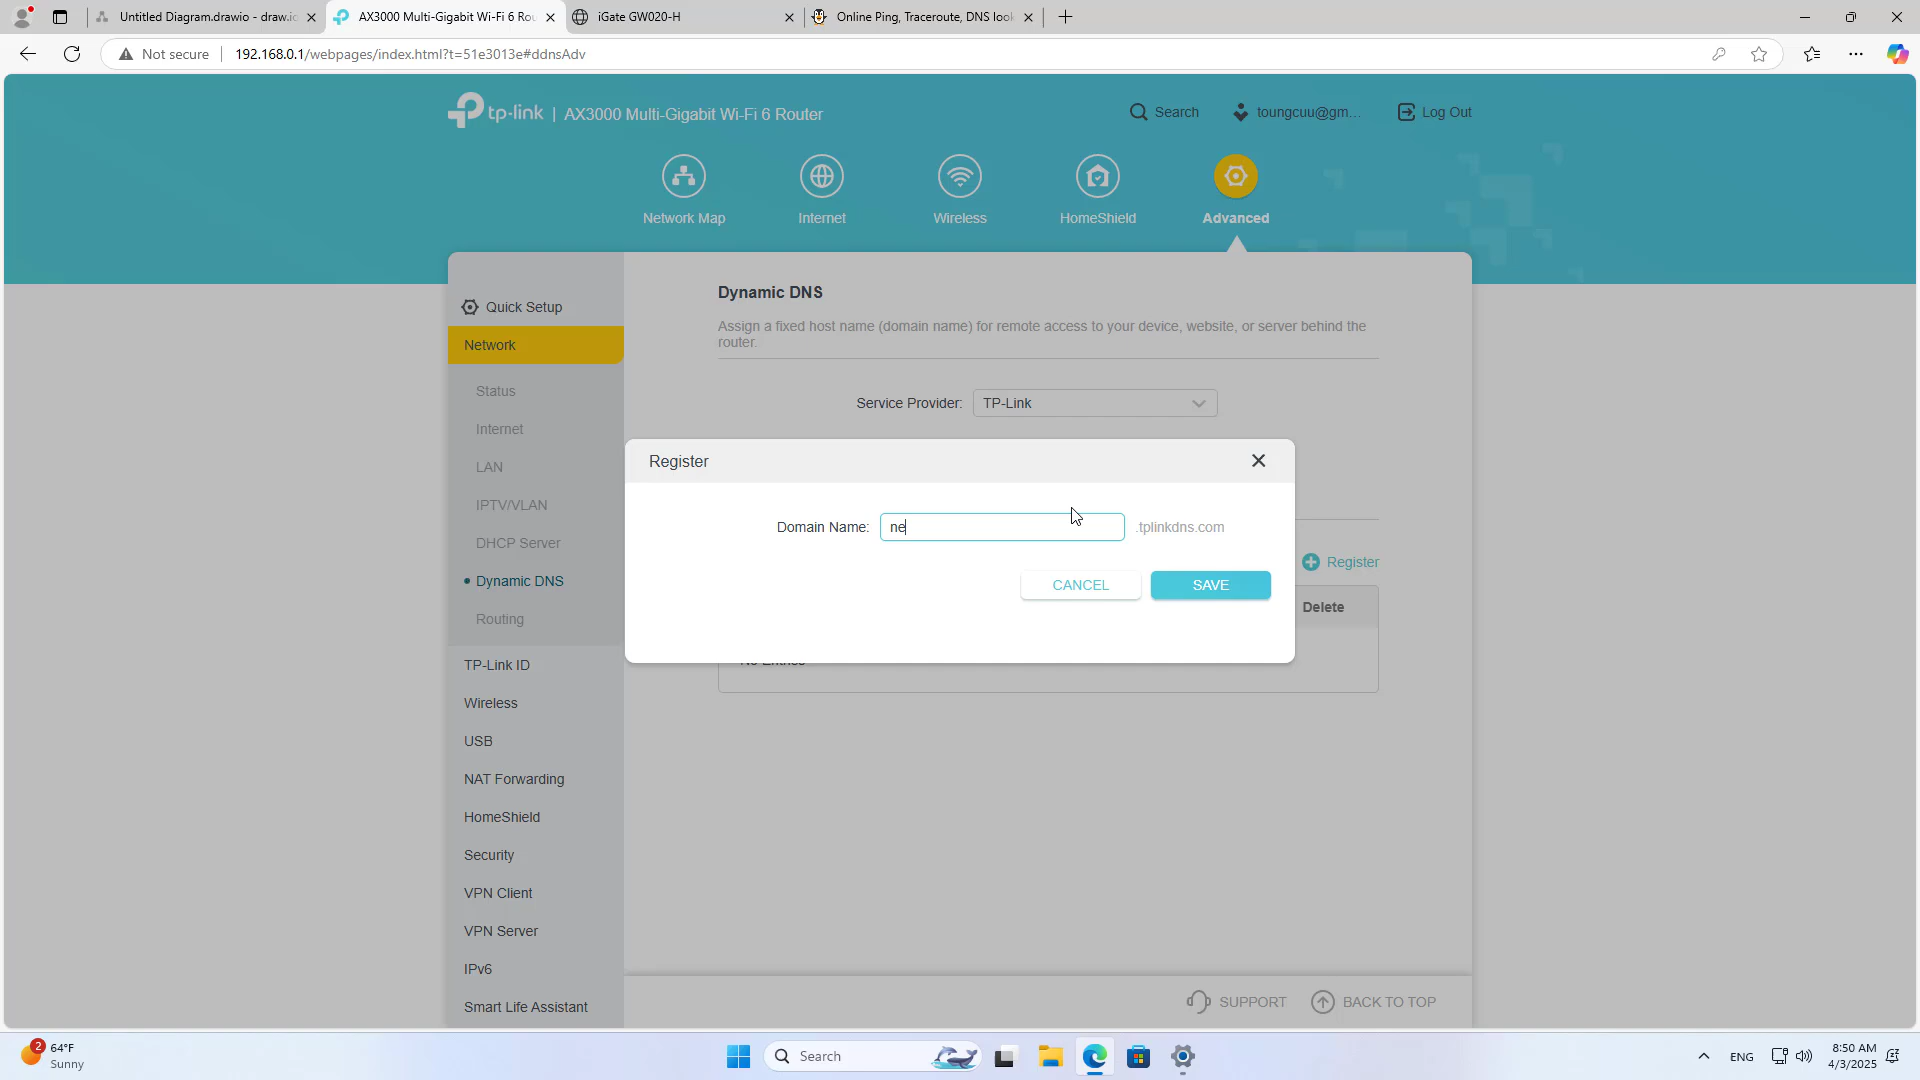 Untitled Diagram.drawio - draw.io
AX3000 Multi-Gigabit Wi-Fi 6 Rou
iGate GW020-H
Online Ping, Traceroute, DNS look
Not secure
192.168.0.1/webpages/index.html?t=51e3013e#ddnsAdv
tp-link | AX3000 Multi-Gigabit Wi-Fi 6 Router
Search
toungcuu@gm...
Log Out
Network Map
Internet
Wireless
HomeShield
Advanced
Quick Setup
Network
Status
Internet
LAN
IPTV/VLAN
DHCP Server
Dynamic DNS
Routing
TP-Link ID
Wireless
USB
NAT Forwarding
HomeShield
Security
VPN Client
VPN Server
IPv6
Smart Life Assistant
Dynamic DNS
Assign a fixed host name (domain name) for remote access to your device, website, or server behind the
router.
Service Provider: TP-Link
Register
Domain Name: ne .tplinkdns.com
CANCEL
SAVE
Register
Delete
No Entries
SUPPORT
BACK TO TOP
2
64°F
Sunny
Search
ENG
8:50 AM
4/3/2025